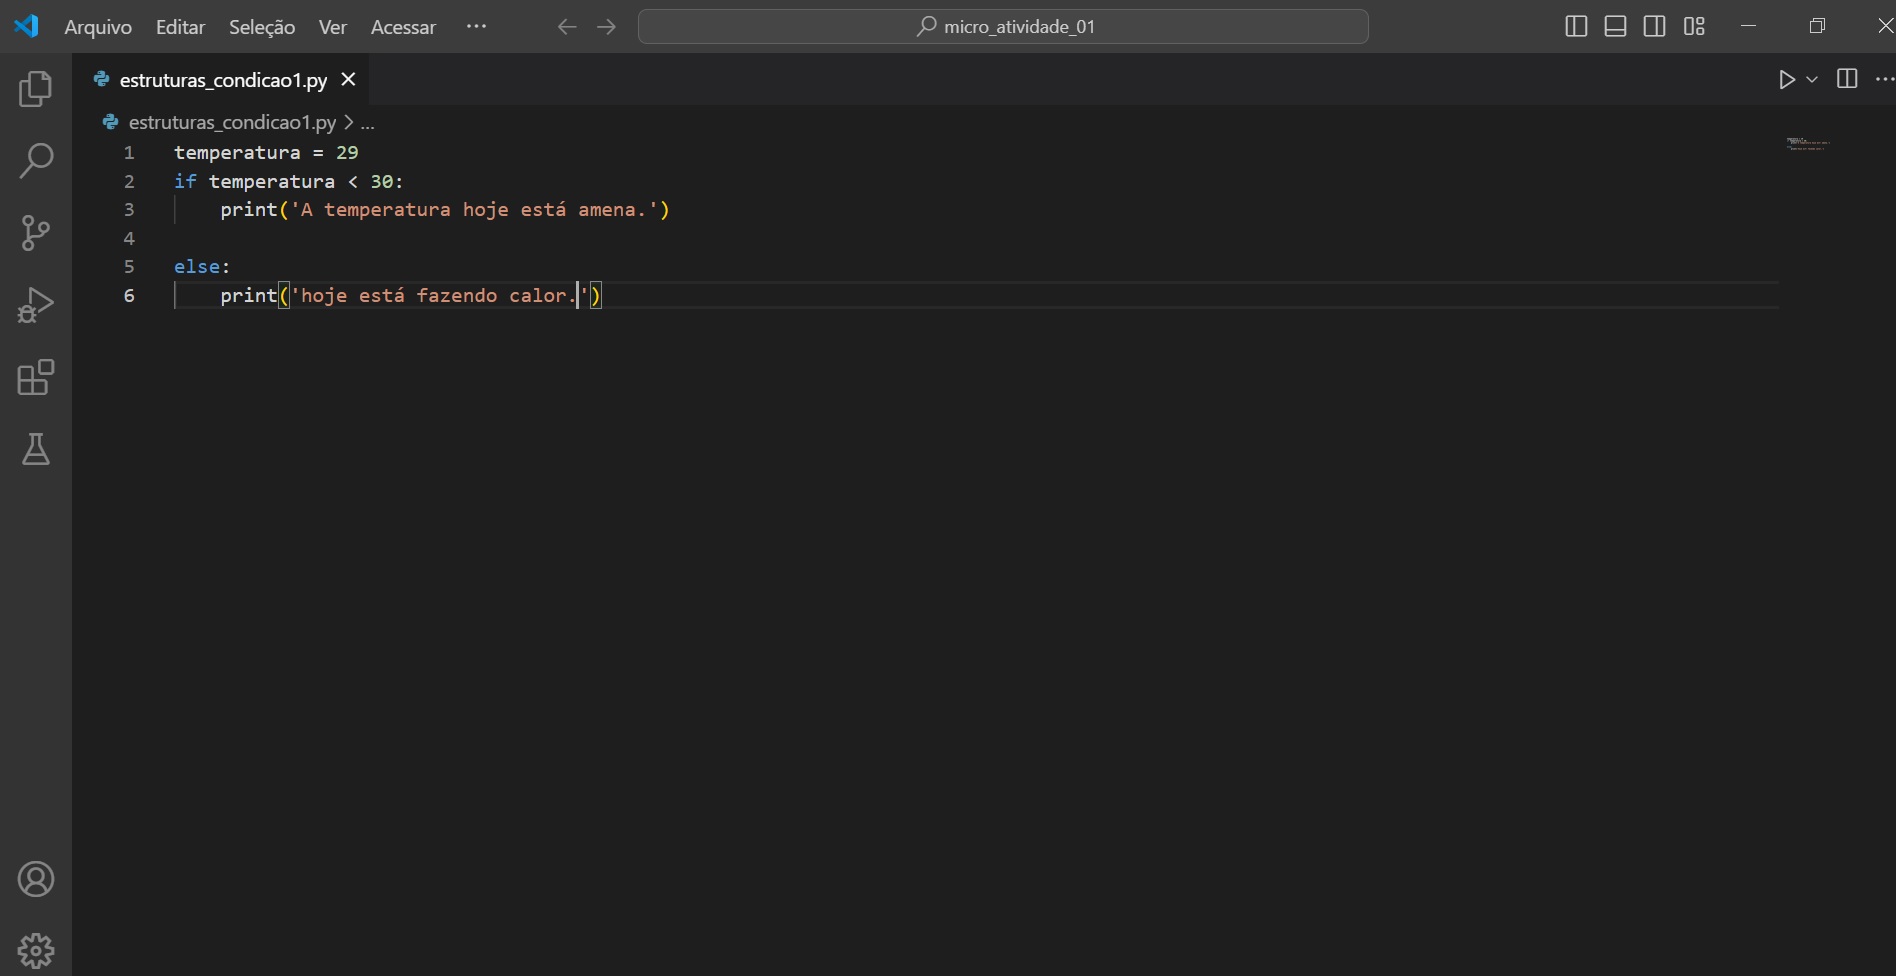 Arquivo Editar Seleção Ver Acessar ··· micro_atividade_01
estruturas_condicao1.py
estruturas_condicao1.py > ...
1 temperatura = 29
2 if temperatura < 30:
3     print('A temperatura hoje está amena.')
4
5 else:
6     print('hoje está fazendo calor.')